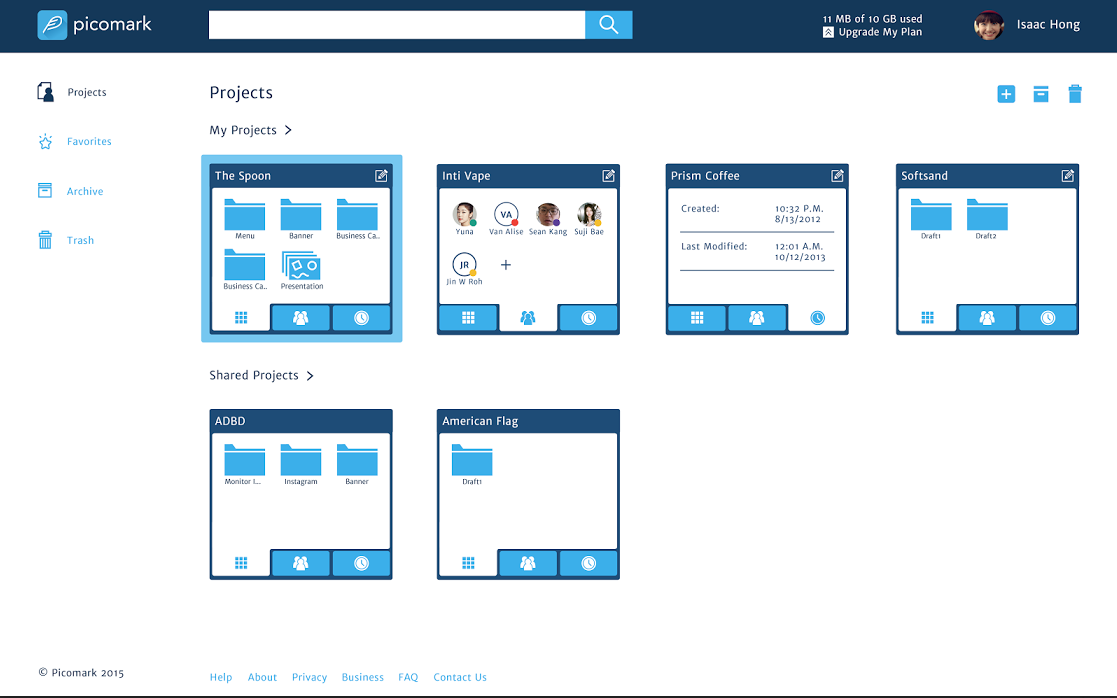 picomark
11 MB of 10 GB used
Upgrade My Plan
Isaac Hong
Projects
Favorites
Archive
Trash
Projects
My Projects >
The Spoon
Menu
Banner
Business Ca..
Business Ca..
Presentation
Inti Vape
Yuna
VA
Van Alise
Sean Kang
Suji Bae
JR
Jin W Roh
+
Prism Coffee
Created:
10:32 P.M.
8/13/2012
Last Modified:
12:01 A.M.
10/12/2013
Softsand
Draft1
Draft2
Shared Projects >
ADBD
Monitor I...
Instagram
Banner
American Flag
Draft1
© Picomark 2015
Help About Privacy Business FAQ Contact Us